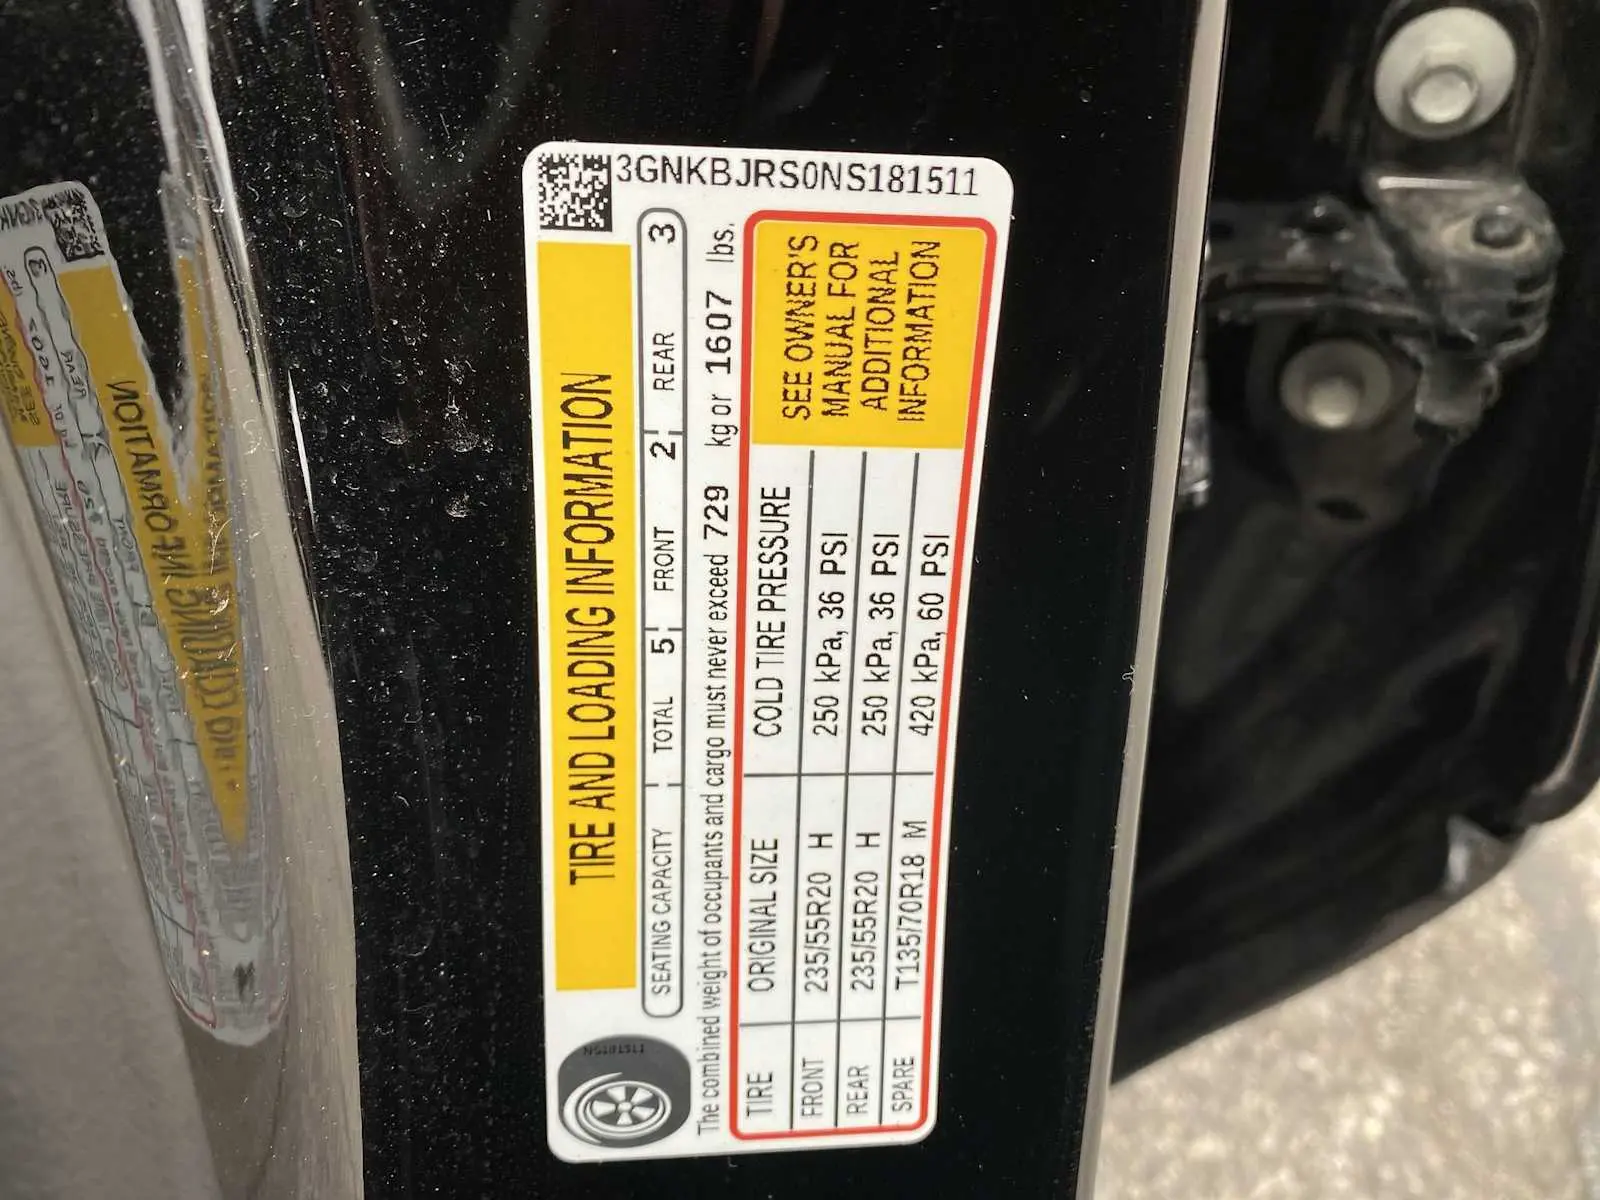 3GNKBJRS0NS181511
TIRE AND LOADING INFORMATION
SEATING CAPACITY TOTAL 5 FRONT 2 REAR 3
The combined weight of occupants and cargo must never exceed 729 kg or 1607 lbs.
TIRE ORIGINAL SIZE COLD TIRE PRESSURE
FRONT 235/55R20 H 250 kPa, 36 PSI
REAR 235/55R20 H 250 kPa, 36 PSI
SPARE T135/70R18 M 420 kPa, 60 PSI
SEE OWNER'S
MANUAL FOR
ADDITIONAL
INFORMATION